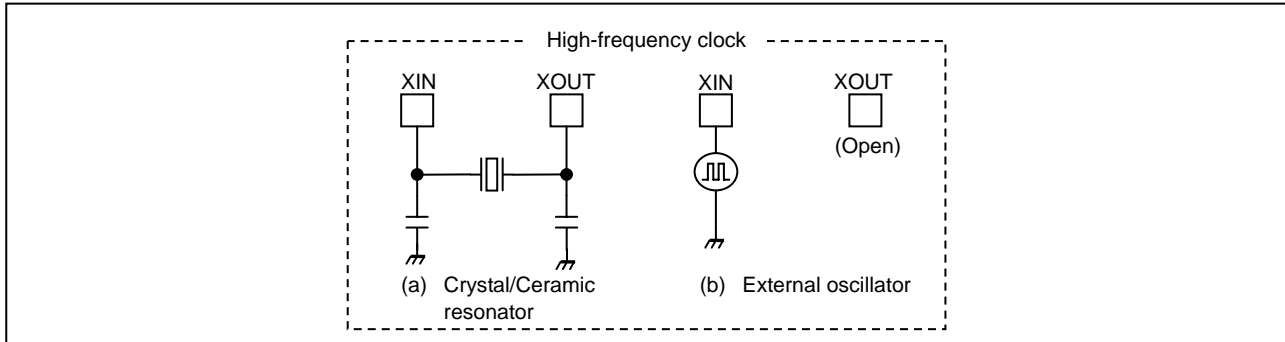 High-frequency clock
XIN
XOUT
XIN
XOUT
(Open)
(a) Crystal/Ceramic
resonator
(b) External oscillator